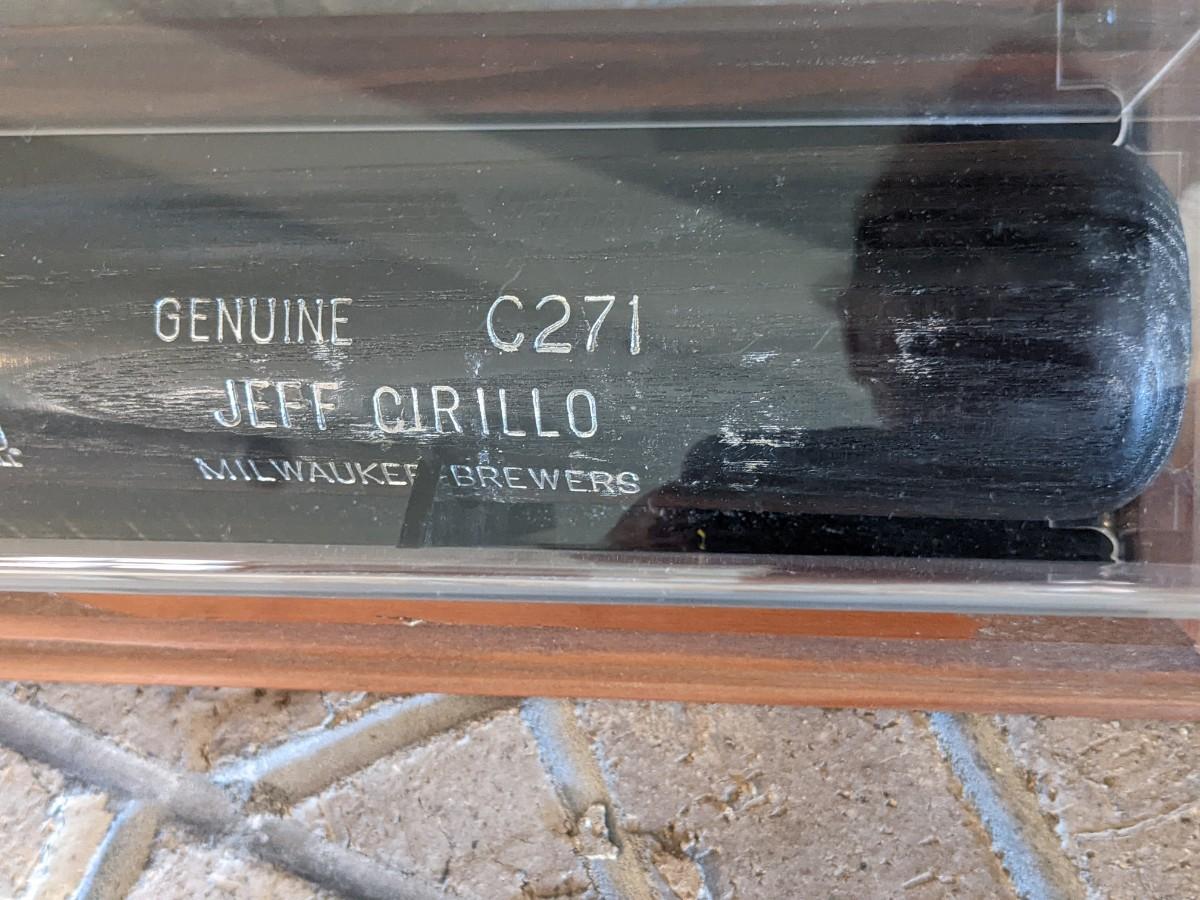 GENUINE C271
JEFF CIRILLO
MILWAUKEE BREWERS